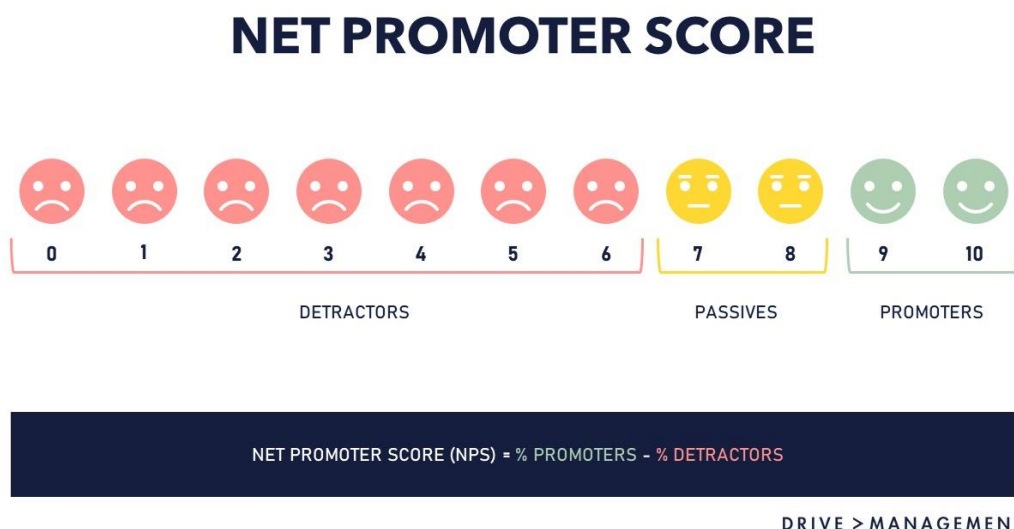 NET PROMOTER SCORE
0 1 2 3 4 5 6 7 8 9 10
DETRACTORS PASSIVES PROMOTERS
NET PROMOTER SCORE (NPS) = % PROMOTERS - % DETRACTORS
DRIVE > MANAGEMEN